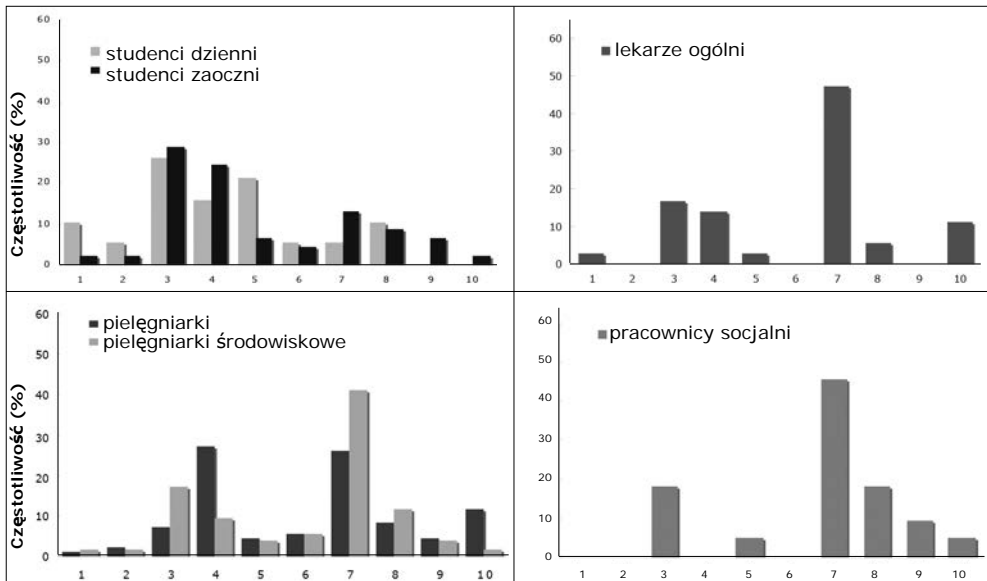 60
50
40
30
20
10
0
Częstotliwość (%)
studenci dzienni
studenci zaoczni
1 2 3 4 5 6 7 8 9 10
60
50
40
30
20
10
0
lekarze ogólni
1 2 3 4 5 6 7 8 9 10
60
50
40
30
20
10
0
Częstotliwość (%)
pielęgniarki
pielęgniarki środowiskowe
1 2 3 4 5 6 7 8 9 10
60
50
40
30
20
10
0
pracownicy socjalni
1 2 3 4 5 6 7 8 9 10